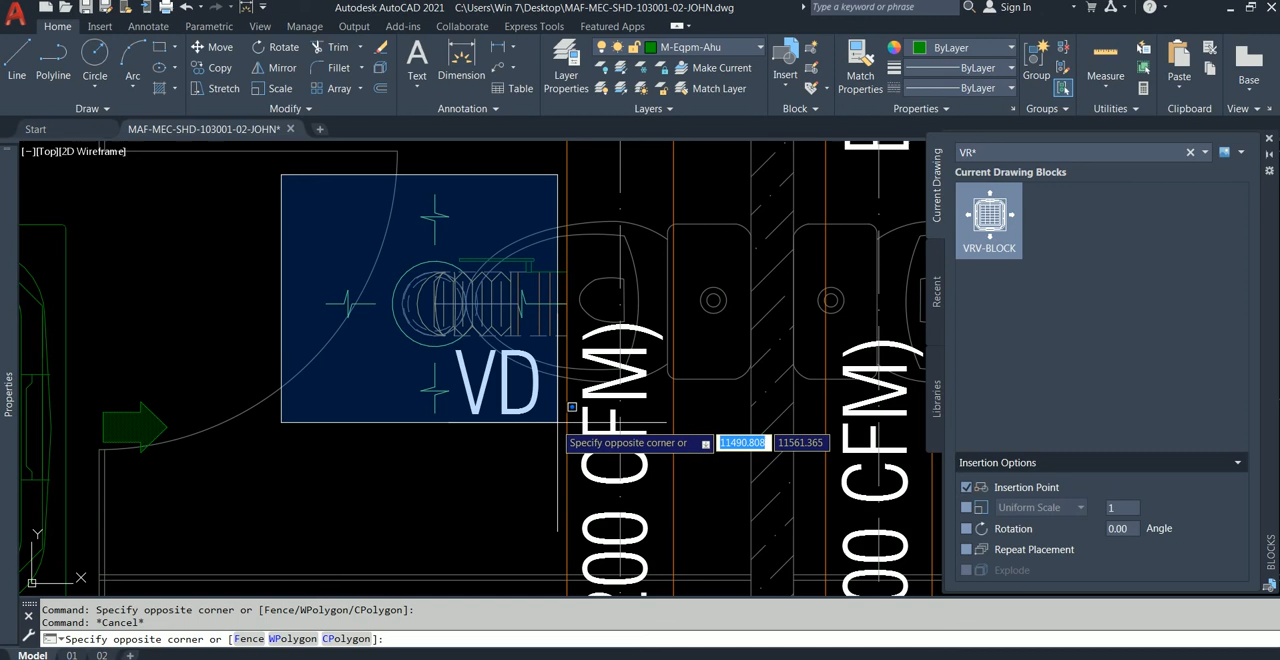 Autodesk AutoCAD 2021 C:\Users\Win 7\Desktop\MAF-MEC-SHD-103001-02-JOHN.dwg
Type a keyword or phrase
Sign In
Home Insert Annotate Parametric View Manage Output Add-ins Collaborate Express Tools Featured Apps
Line Polyline Circle Arc
Move Rotate Trim
Copy Mirror Fillet
Stretch Scale Array
Text Dimension Table
Layer Properties
M-Eqpm-Ahu
Make Current
Match Layer
Insert
Match Properties
ByLayer
ByLayer
ByLayer
Group
Measure
Paste
Base
Draw Modify Annotation Layers Block Properties Groups Utilities Clipboard View
Start MAF-MEC-SHD-103001-02-JOHN*
[−][Top][2D Wireframe]
VD
00 CFM)
00 CFM)
Y
X
Specify opposite corner or 11490.808 11561.365
Properties
VR*
Current Drawing Blocks
VRV-BLOCK
Current Drawing
Recent
Libraries
Insertion Options
Insertion Point
Uniform Scale 1
Rotation 0.00 Angle
Repeat Placement
Explode
BLOCKS
Command: Specify opposite corner or [Fence/WPolygon/CPolygon]:
Command: *Cancel*
Specify opposite corner or [Fence WPolygon CPolygon]:
Model 01 02